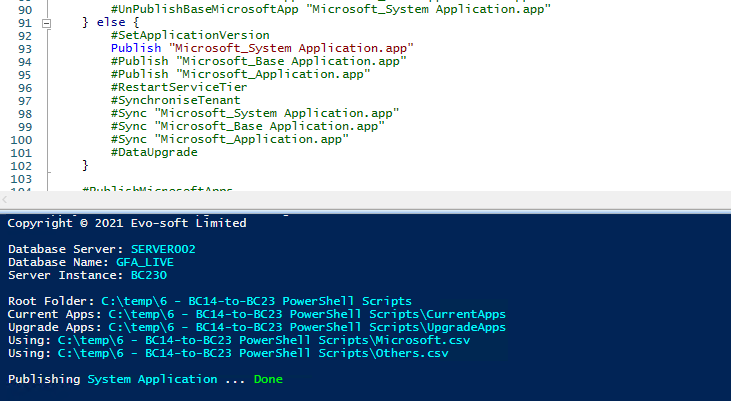 90 #UnPublishBaseMicrosoftApp "Microsoft_System Application.app"
91 } else {
92 #SetApplicationVersion
93 Publish "Microsoft_System Application.app"
94 #Publish "Microsoft_Base Application.app"
95 #Publish "Microsoft_Application.app"
96 #RestartServiceTier
97 #SynchroniseTenant
98 #Sync "Microsoft_System Application.app"
99 #Sync "Microsoft_Base Application.app"
100 #Sync "Microsoft_Application.app"
101 #DataUpgrade
102 }
103
104 #PublishMicrosoftApps
Copyright © 2021 Evo-soft Limited
Database Server: SERVER002
Database Name: GFA_LIVE
Server Instance: BC230
Root Folder: C:\temp\6 - BC14-to-BC23 PowerShell Scripts
Current Apps: C:\temp\6 - BC14-to-BC23 PowerShell Scripts\CurrentApps
Upgrade Apps: C:\temp\6 - BC14-to-BC23 PowerShell Scripts\UpgradeApps
Using: C:\temp\6 - BC14-to-BC23 PowerShell Scripts\Microsoft.csv
Using: C:\temp\6 - BC14-to-BC23 PowerShell Scripts\Others.csv
Publishing System Application ... Done